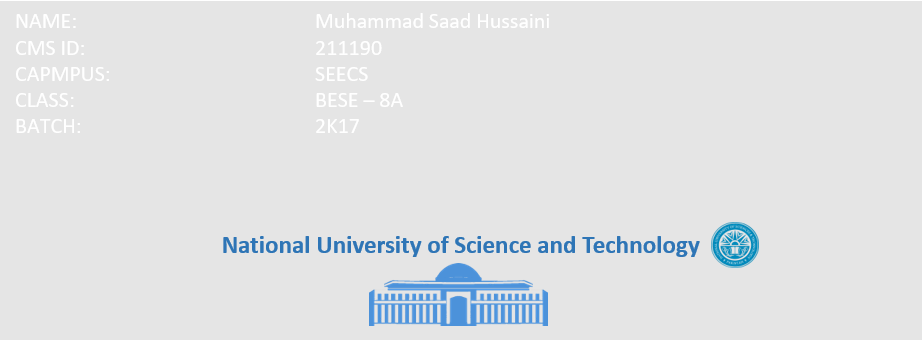 NAME: Muhammad Saad Hussaini
CMS ID: 211190
CAPMPUS: SEECS
CLASS: BESE – 8A
BATCH: 2K17
National University of Science and Technology